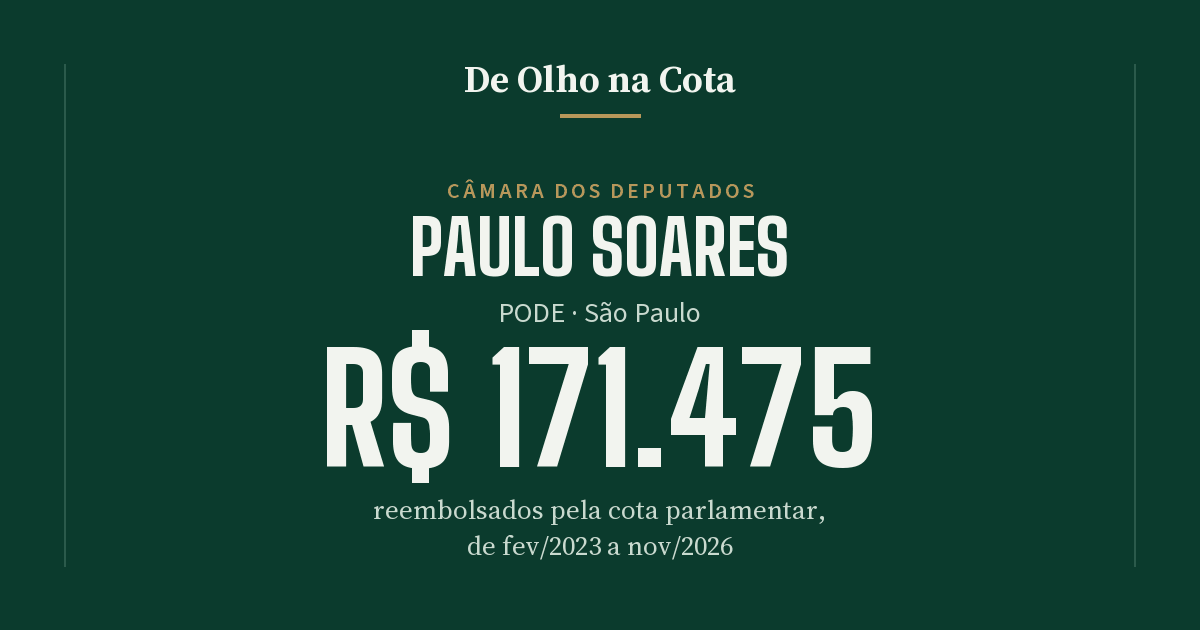 De Olho na Cota
CÂMARA DOS DEPUTADOS
PAULO SOARES
PODE · São Paulo
R$ 171.475
reembolsados pela cota parlamentar,
de fev/2023 a nov/2026